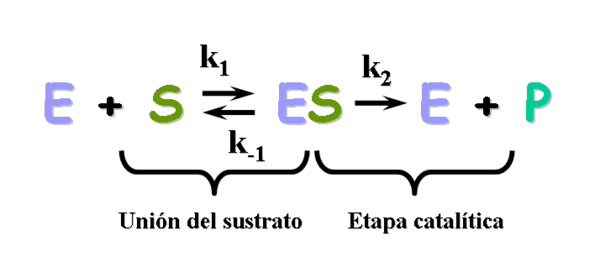 k1 k2
E + S ES E + P
k-1
Unión del sustrato Etapa catalítica